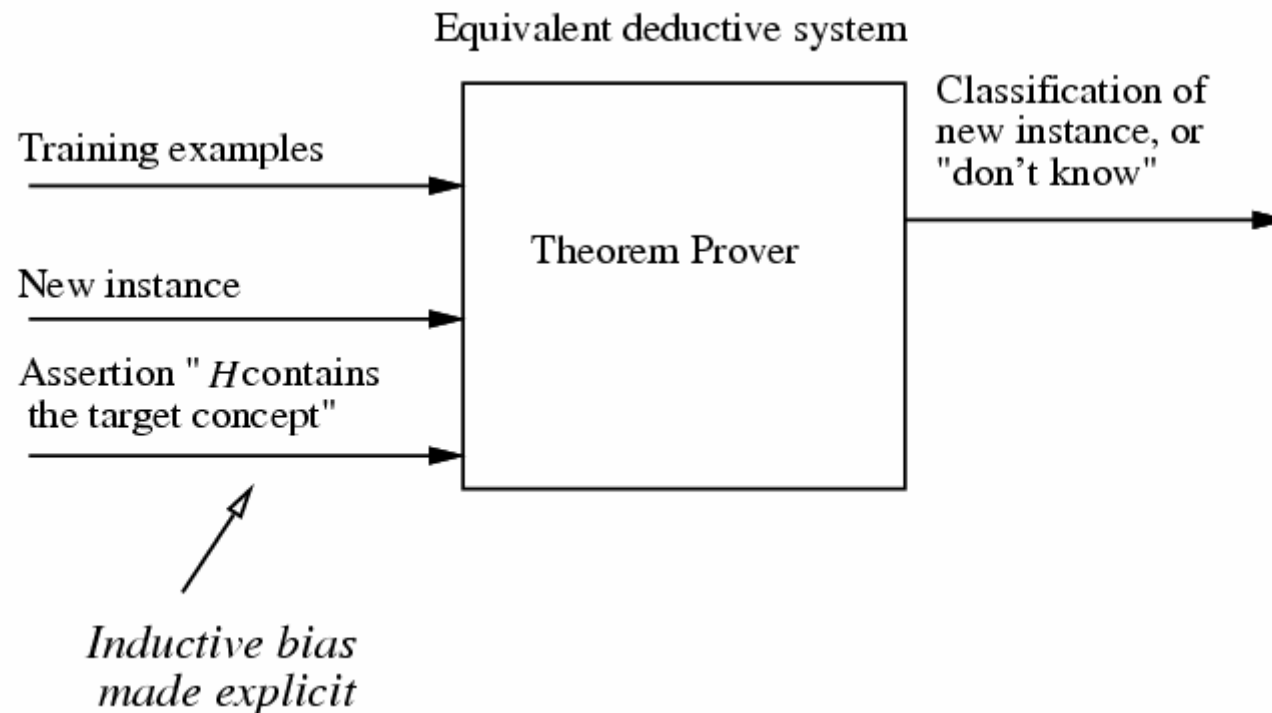 Equivalent deductive system
Training examples
New instance
Assertion " H contains
the target concept"
Inductive bias
made explicit
Theorem Prover
Classification of
new instance, or
"don't know"